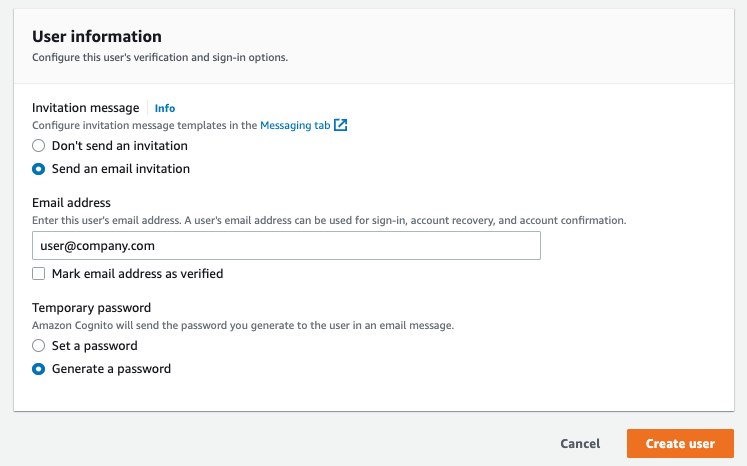 User information
Configure this user's verification and sign-in options.
Invitation message Info
Configure invitation message templates in the Messaging tab
Don't send an invitation
Send an email invitation
Email address
Enter this user's email address. A user's email address can be used for sign-in, account recovery, and account confirmation.
user@company.com
Mark email address as verified
Temporary password
Amazon Cognito will send the password you generate to the user in an email message.
Set a password
Generate a password
Cancel Create user